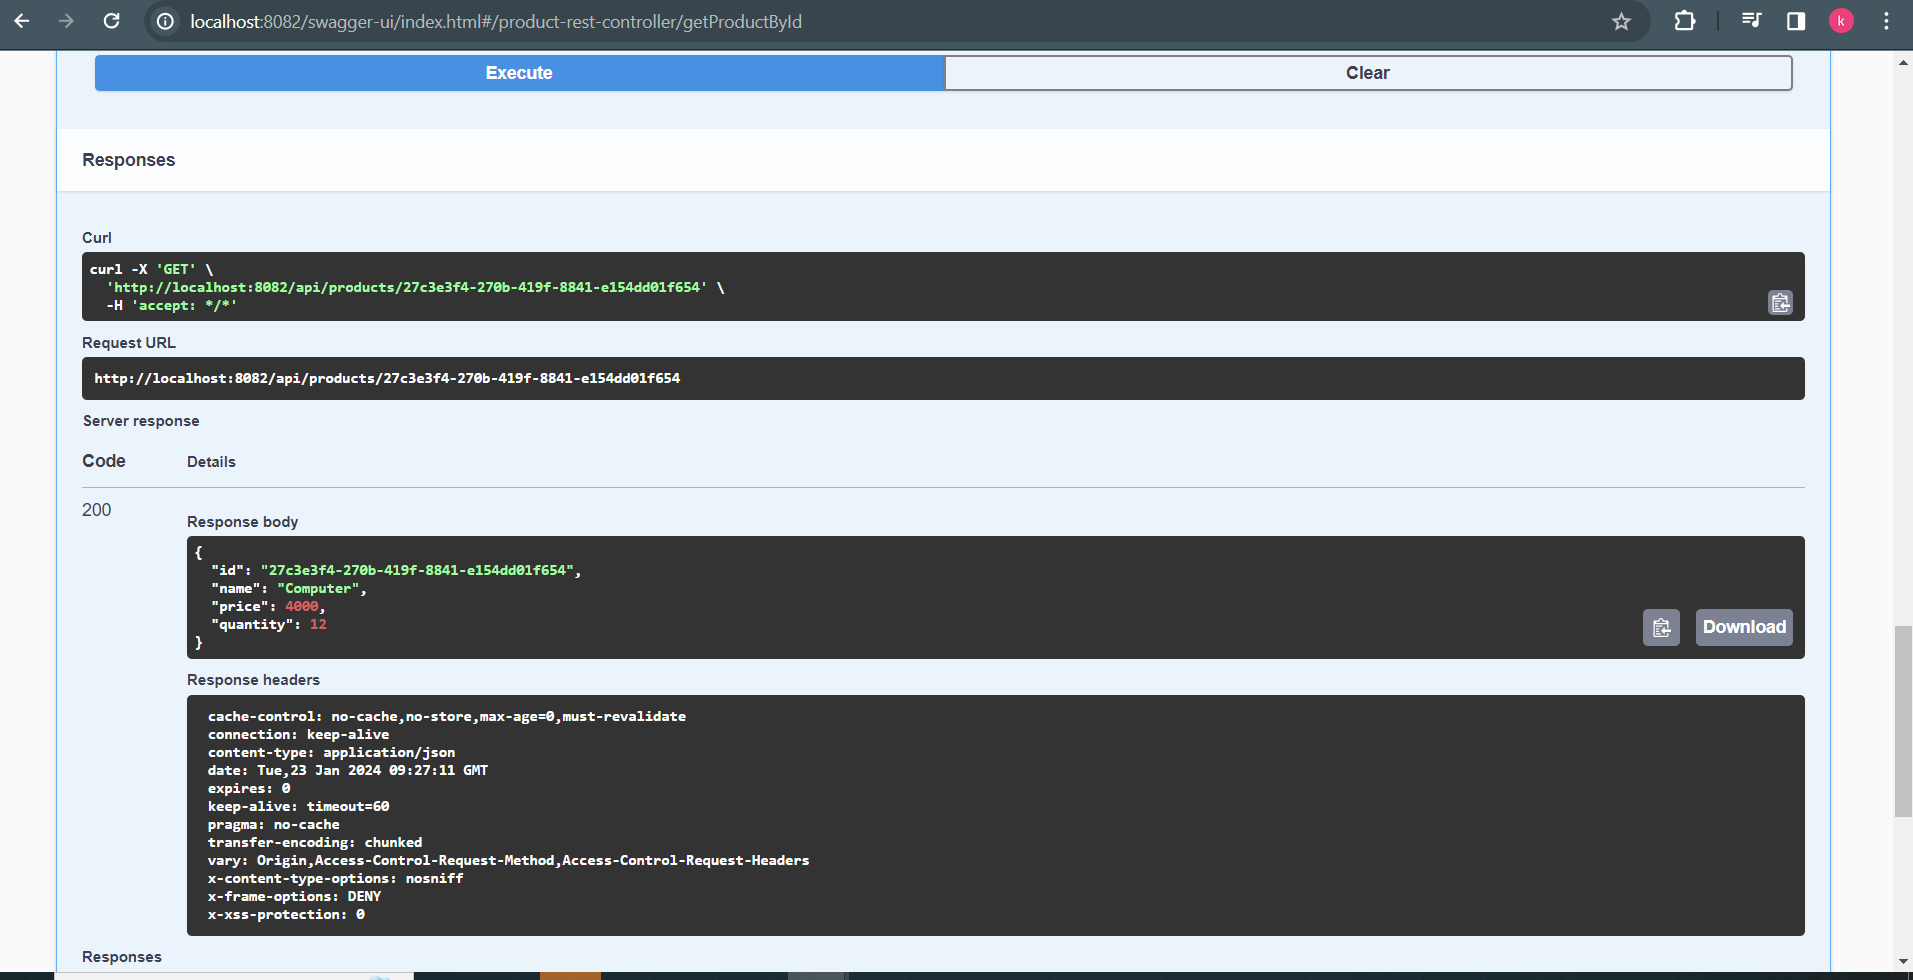 localhost:8082/swagger-ui/index.html#/product-rest-controller/getProductById
k
Execute
Clear
Responses
Curl
curl -X 'GET' \
'http://localhost:8082/api/products/27c3e3f4-270b-419f-8841-e154dd01f654' \
-H 'accept: */*'
Request URL
http://localhost:8082/api/products/27c3e3f4-270b-419f-8841-e154dd01f654
Server response
Code Details
200
Response body
{
"id": "27c3e3f4-270b-419f-8841-e154dd01f654",
"name": "Computer",
"price": 4000,
"quantity": 12
}
Download
Response headers
cache-control: no-cache,no-store,max-age=0,must-revalidate
connection: keep-alive
content-type: application/json
date: Tue,23 Jan 2024 09:27:11 GMT
expires: 0
keep-alive: timeout=60
pragma: no-cache
transfer-encoding: chunked
vary: Origin,Access-Control-Request-Method,Access-Control-Request-Headers
x-content-type-options: nosniff
x-frame-options: DENY
x-xss-protection: 0
Responses